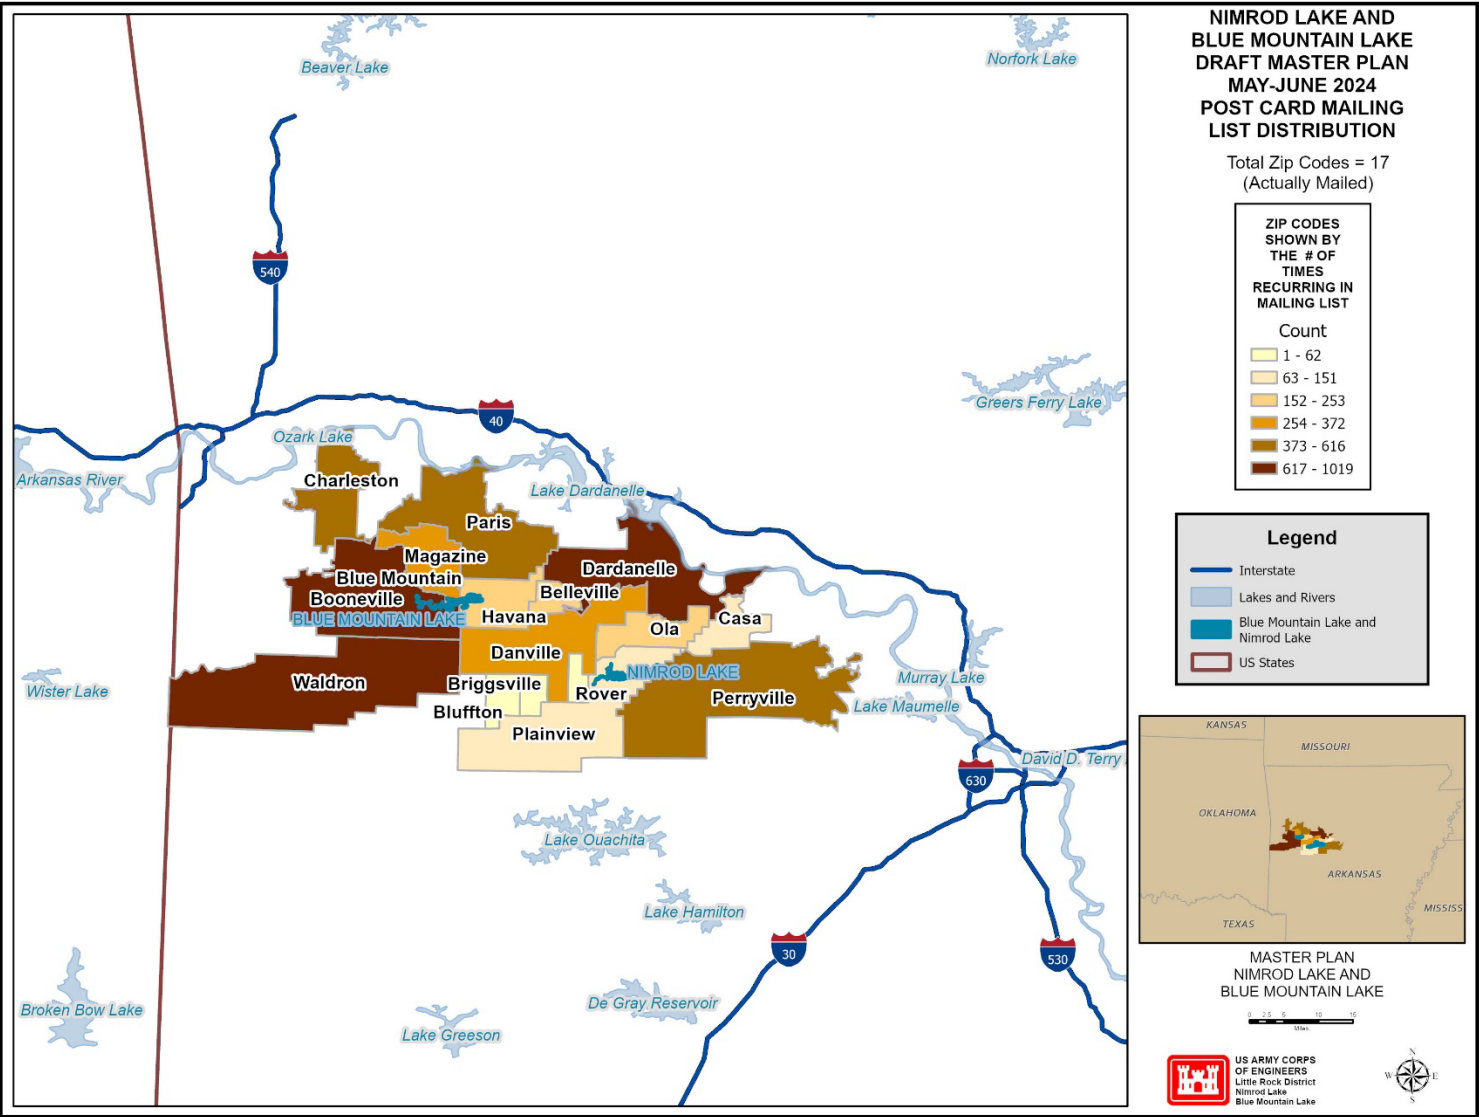 NIMROD LAKE AND
BLUE MOUNTAIN LAKE
DRAFT MASTER PLAN
MAY-JUNE 2024
POST CARD MAILING
LIST DISTRIBUTION
Total Zip Codes = 17
(Actually Mailed)
ZIP CODES
SHOWN BY
THE # OF
TIMES
RECURRING IN
MAILING LIST
Count
1 - 62
63 - 151
152 - 253
254 - 372
373 - 616
617 - 1019
Legend
Interstate
Lakes and Rivers
Blue Mountain Lake and
Nimrod Lake
US States
KANSAS
MISSOURI
OKLAHOMA
ARKANSAS
MISSISS
TEXAS
MASTER PLAN
NIMROD LAKE AND
BLUE MOUNTAIN LAKE
0 2.5 5 10 15
Miles
US ARMY CORPS
OF ENGINEERS
Little Rock District
Nimrod Lake
Blue Mountain Lake
N
W E
S
Beaver Lake
Norfork Lake
540
Greers Ferry Lake
40
Ozark Lake
Arkansas River
Charleston
Lake Dardanelle
Paris
Magazine
Dardanelle
Blue Mountain
Belleville
Booneville
BLUE MOUNTAIN LAKE
Havana
Casa
Ola
Danville
NIMROD LAKE
Waldron
Briggsville
Rover
Perryville
Bluffton
Plainview
Wister Lake
Murray Lake
Lake Maumelle
David D. Terry
630
Lake Ouachita
Lake Hamilton
30
530
De Gray Reservoir
Broken Bow Lake
Lake Greeson